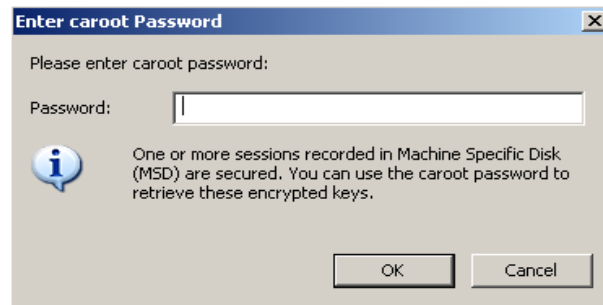 Enter caroot Password
Please enter caroot password:
Password:
One or more sessions recorded in Machine Specific Disk
(MSD) are secured. You can use the caroot password to
retrieve these encrypted keys.
OK Cancel